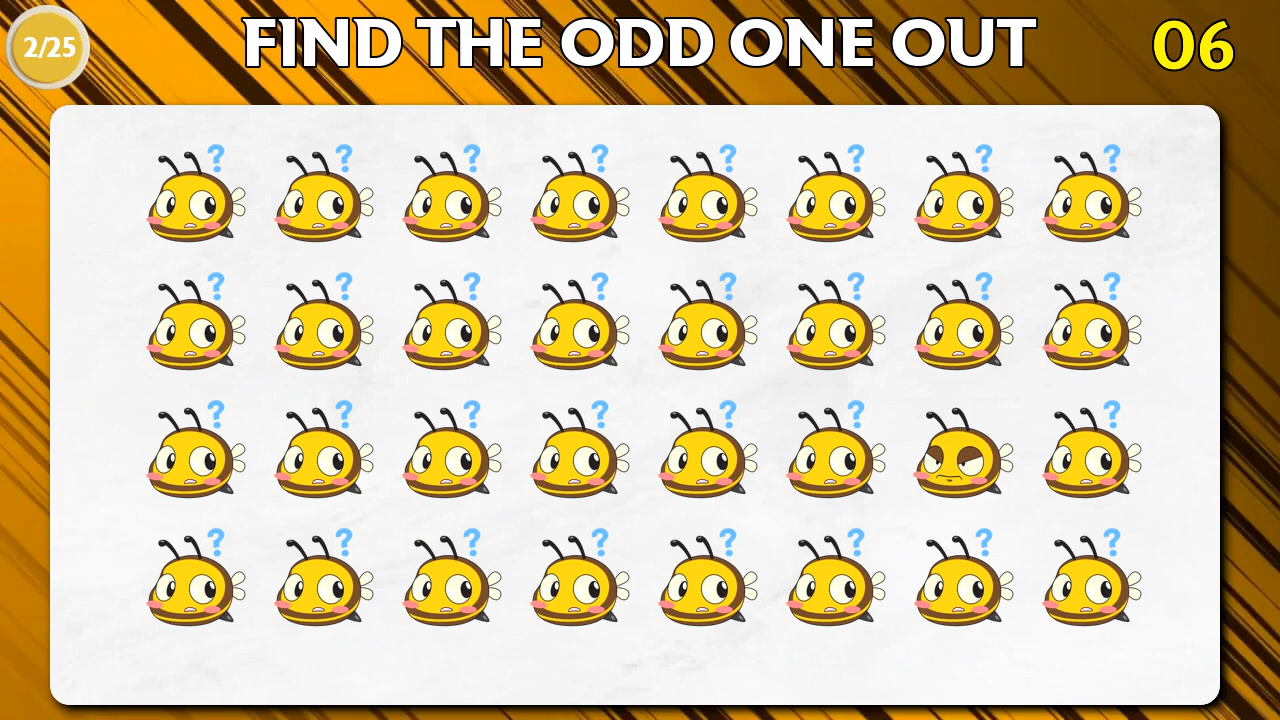 2/25
FIND THE ODD ONE OUT
06
? ? ? ? ? ? ? ?
? ? ? ? ? ? ? ?
? ? ? ? ? ? ?
? ? ? ? ? ? ? ?